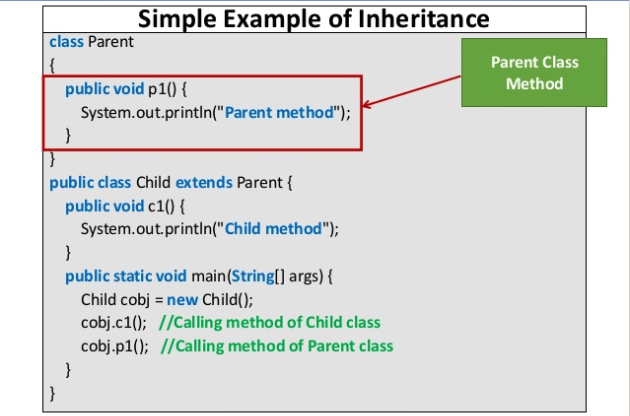 Simple Example of Inheritance
class Parent
{
public void p1() {
System.out.println("Parent method");
}
}
public class Child extends Parent {
public void c1() {
System.out.println("Child method");
}
public static void main(String[] args) {
Child cobj = new Child();
cobj.c1();  //Calling method of Child class
cobj.p1();  //Calling method of Parent class
}
}
Parent Class
Method